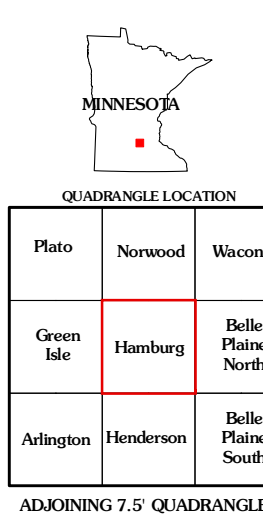 MINNESOTA
QUADRANGLE LOCATION
Plato
Norwood
Wacon
Green
Isle
Hamburg
Belle
Plaine
North
Arlington
Henderson
Belle
Plaine
South
ADJOINING 7.5' QUADRANGLE